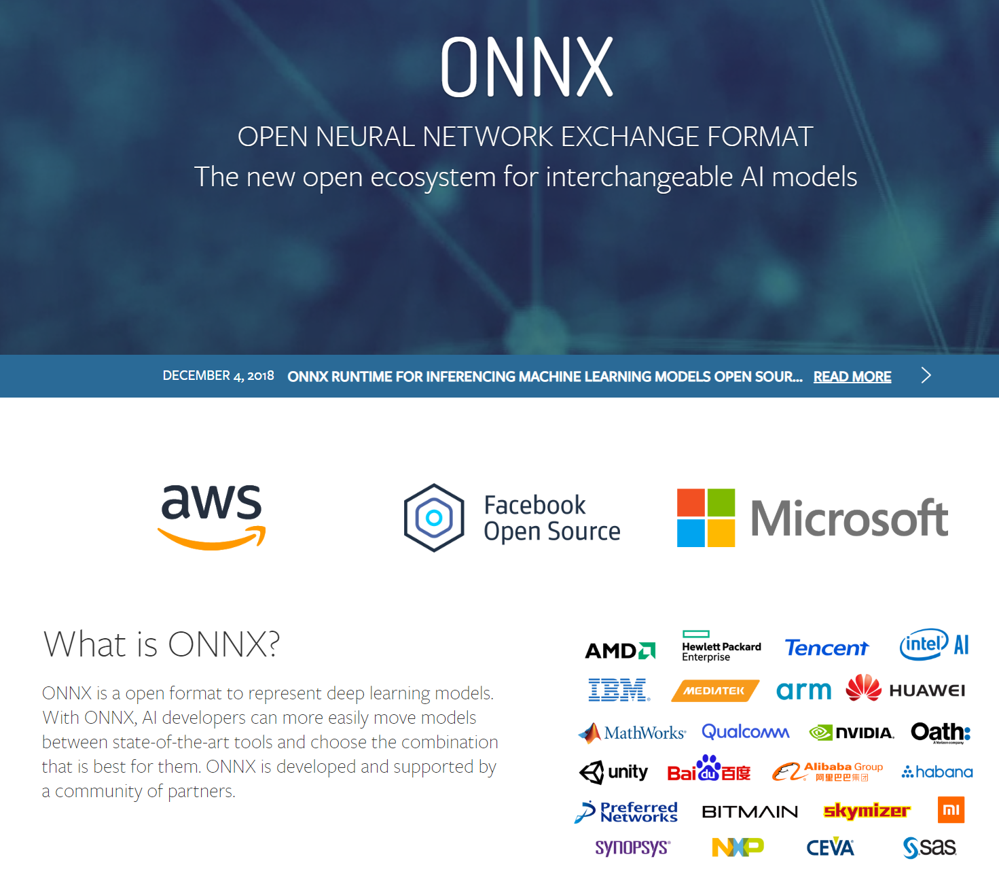 ONNX
OPEN NEURAL NETWORK EXCHANGE FORMAT
The new open ecosystem for interchangeable AI models
DECEMBER 4, 2018 ONNX RUNTIME FOR INFERENCING MACHINE LEARNING MODELS OPEN SOUR... READ MORE
aws
Facebook
Open Source
Microsoft
What is ONNX?
ONNX is a open format to represent deep learning models.
With ONNX, AI developers can more easily move models
between state-of-the-art tools and choose the combination
that is best for them. ONNX is developed and supported by
a community of partners.
AMD
Hewlett Packard
Enterprise
Tencent
intel AI
IBM
MEDIATEK
arm
HUAWEI
MathWorks
Qualcomm
NVIDIA
Oath:
A Verizon company
unity
Bai du 百度
Alibaba Group
阿里巴巴集团
habana
Preferred
Networks
BITMAIN
skymizer
MI
SYNOPSYS
NXP
CEVA
sas